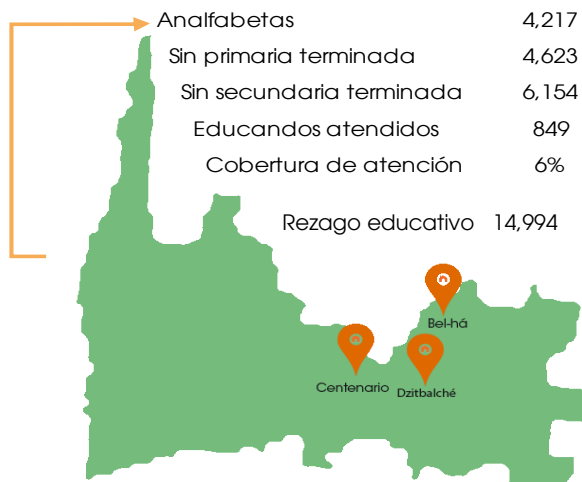 Analfabetas 4,217
Sin primaria terminada 4,623
Sin secundaria terminada 6,154
Educandos atendidos 849
Cobertura de atención 6%
Rezago educativo 14,994
Bel-há
Centenario
Dzitbalché